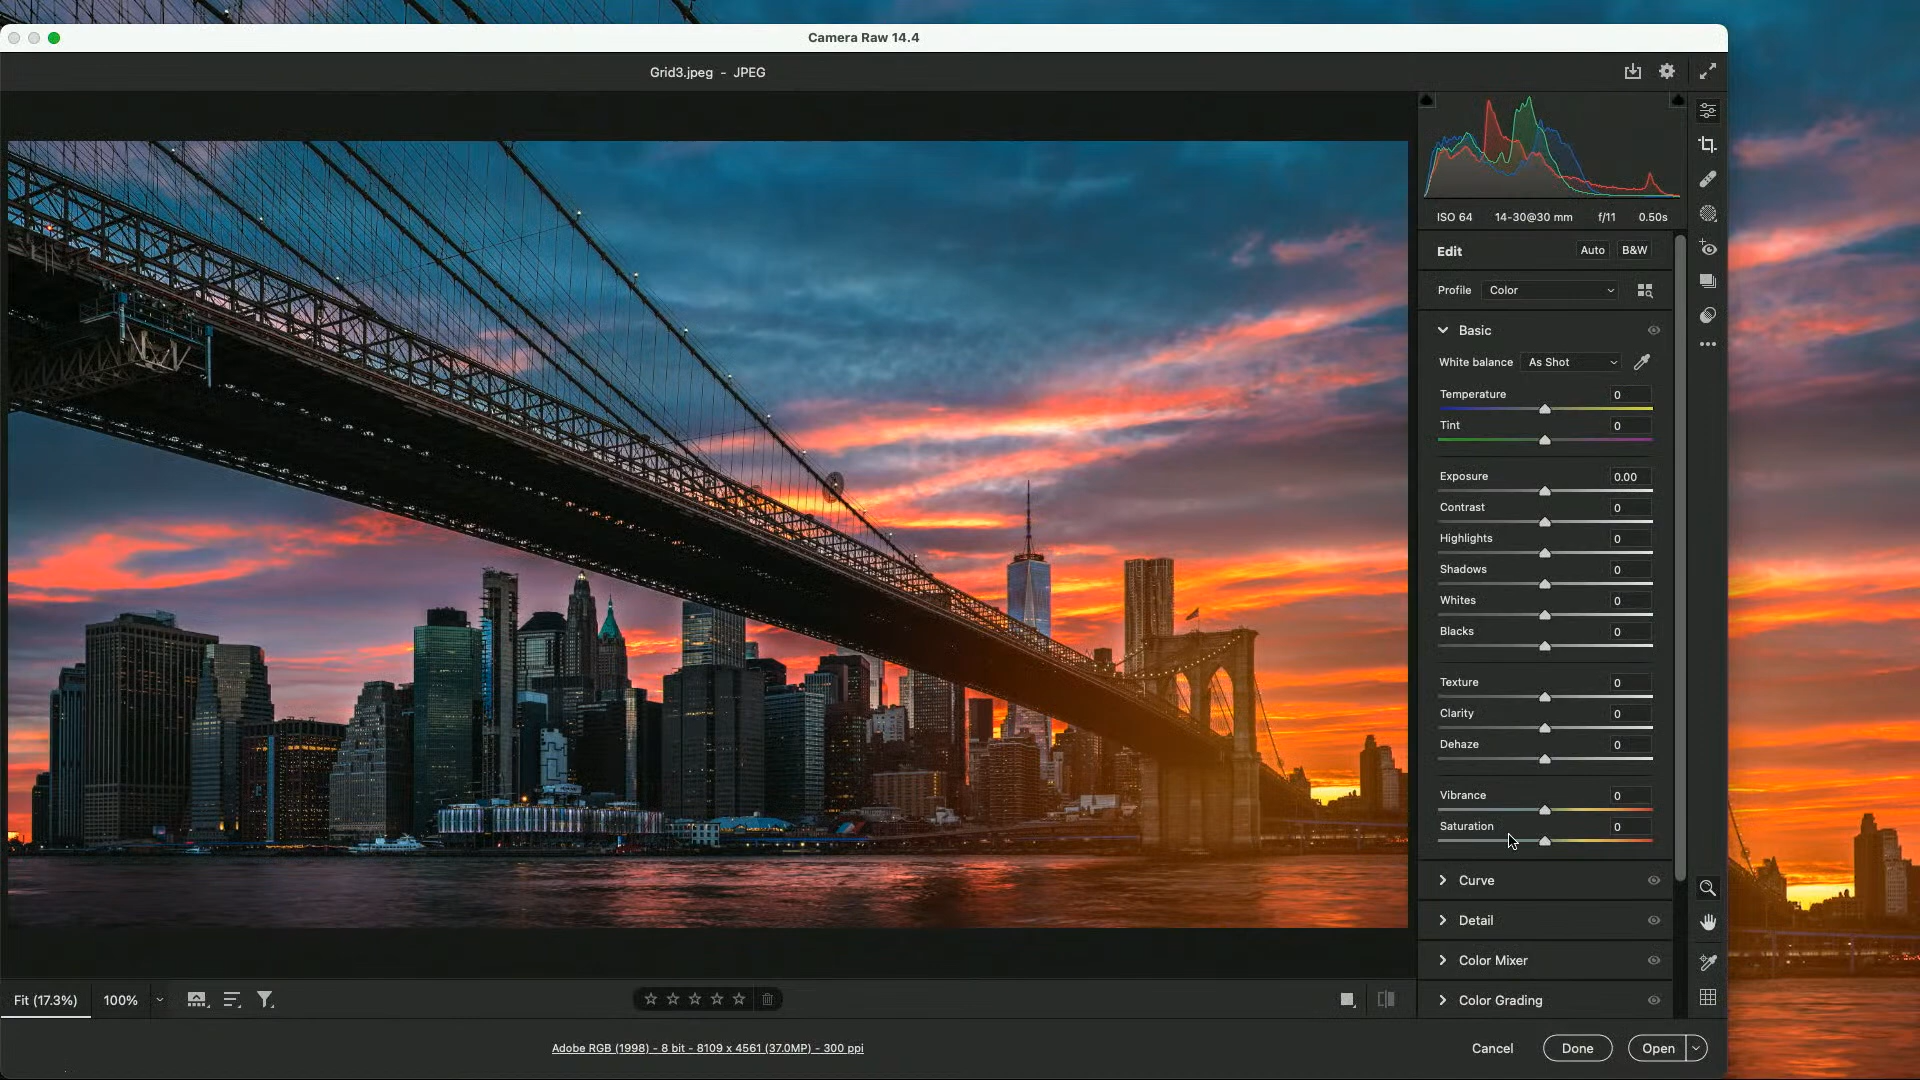 Camera Raw 14.4
Grid3.jpeg - JPEG
ISO 64 14-30@30 mm f/11 0.50s
Edit Auto B&W
Profile Color
Basic
White balance As Shot
Temperature 0
Tint 0
Exposure 0.00
Contrast 0
Highlights 0
Shadows 0
Whites 0
Blacks 0
Texture 0
Clarity 0
Dehaze 0
Vibrance 0
Saturation 0
Curve
Detail
Color Mixer
Color Grading
Fit (17.3%) 100%
Adobe RGB (1998) - 8 bit - 8109 x 4561 (37.0MP) - 300 ppi
Cancel Done Open